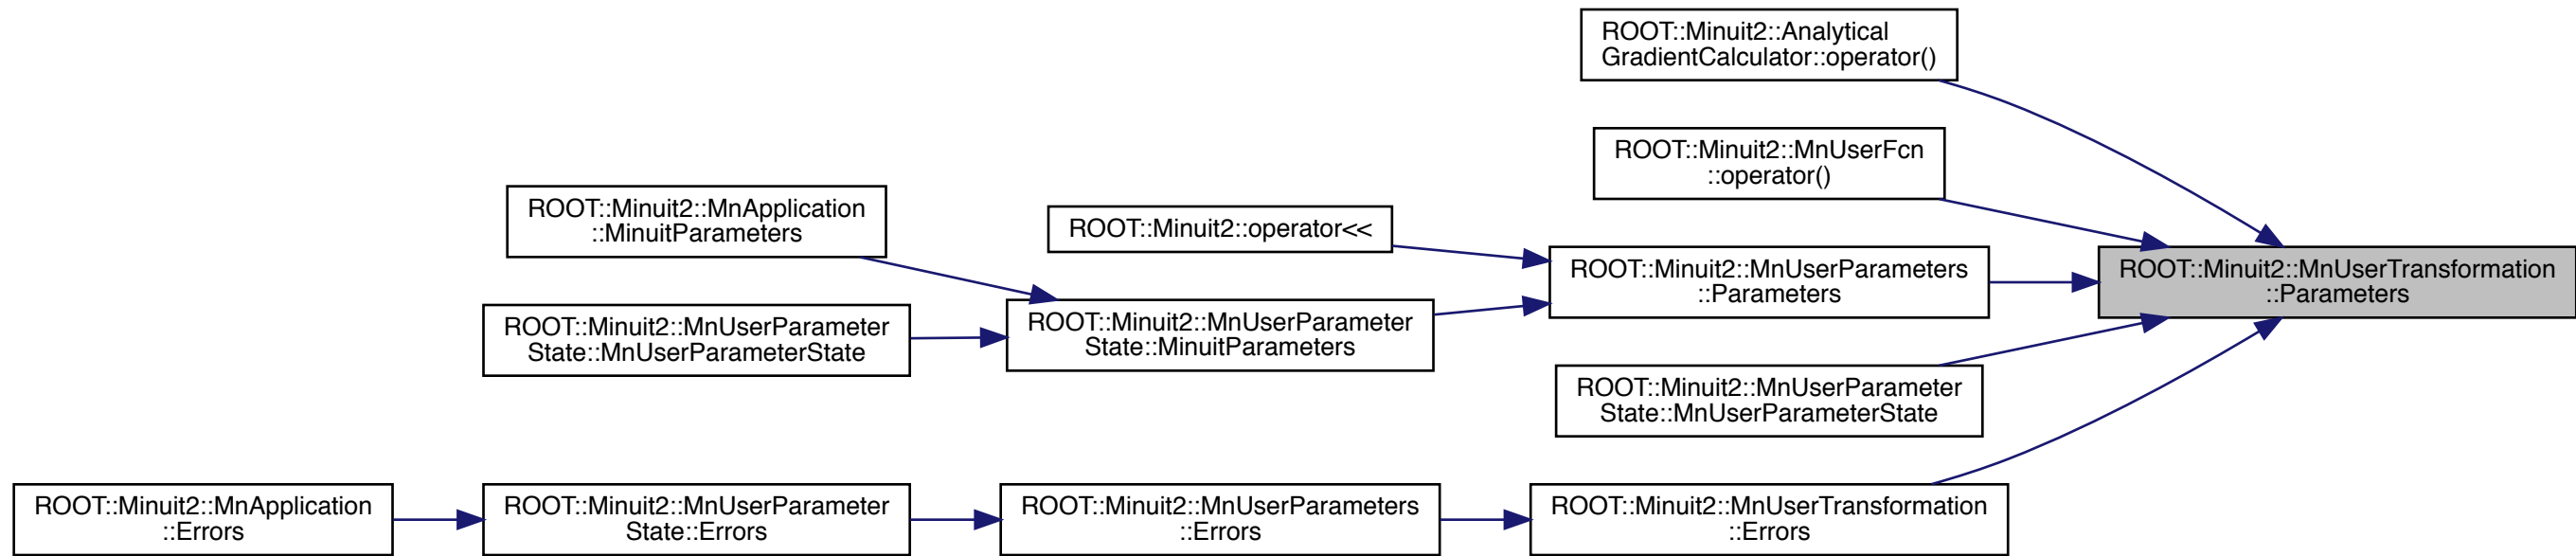 ROOT::Minuit2::Analytical
GradientCalculator::operator()
ROOT::Minuit2::MnUserFcn
::operator()
ROOT::Minuit2::MnApplication
::MinuitParameters
ROOT::Minuit2::operator<<
ROOT::Minuit2::MnUserParameters
::Parameters
ROOT::Minuit2::MnUserTransformation
::Parameters
ROOT::Minuit2::MnUserParameter
State::MnUserParameterState
ROOT::Minuit2::MnUserParameter
State::MinuitParameters
ROOT::Minuit2::MnUserParameter
State::MnUserParameterState
ROOT::Minuit2::MnApplication
::Errors
ROOT::Minuit2::MnUserParameter
State::Errors
ROOT::Minuit2::MnUserParameters
::Errors
ROOT::Minuit2::MnUserTransformation
::Errors